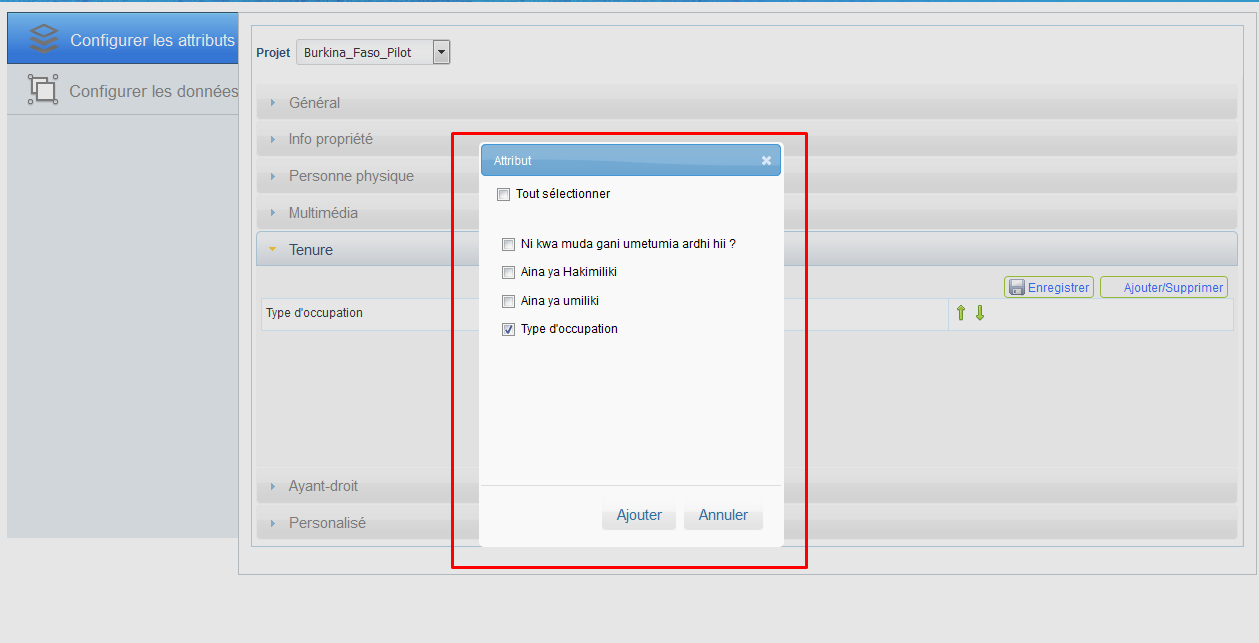 Configurer les attributs
Configurer les données
Projet Burkina_Faso_Pilot
Général
Info propriété
Personne physique
Multimédia
Tenure
Enregistrer Ajouter/Supprimer
Type d'occupation
Ayant-droit
Personalisé
Attribut
Tout sélectionner
Ni kwa muda gani umetumia ardhi hii ?
Aina ya Hakimiliki
Aina ya umiliki
Type d'occupation
Ajouter Annuler